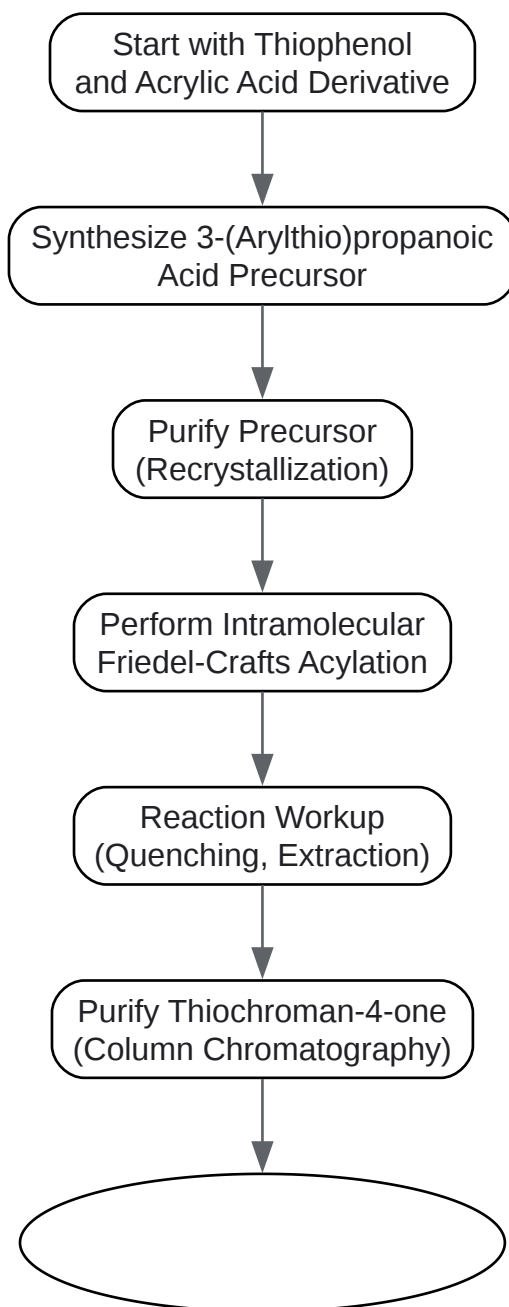 Start with Thiophenol
and Acrylic Acid Derivative
Synthesize 3-(Arylthio)propanoic
Acid Precursor
Purify Precursor
(Recrystallization)
Perform Intramolecular
Friedel-Crafts Acylation
Reaction Workup
(Quenching, Extraction)
Purify Thiochroman-4-one
(Column Chromatography)